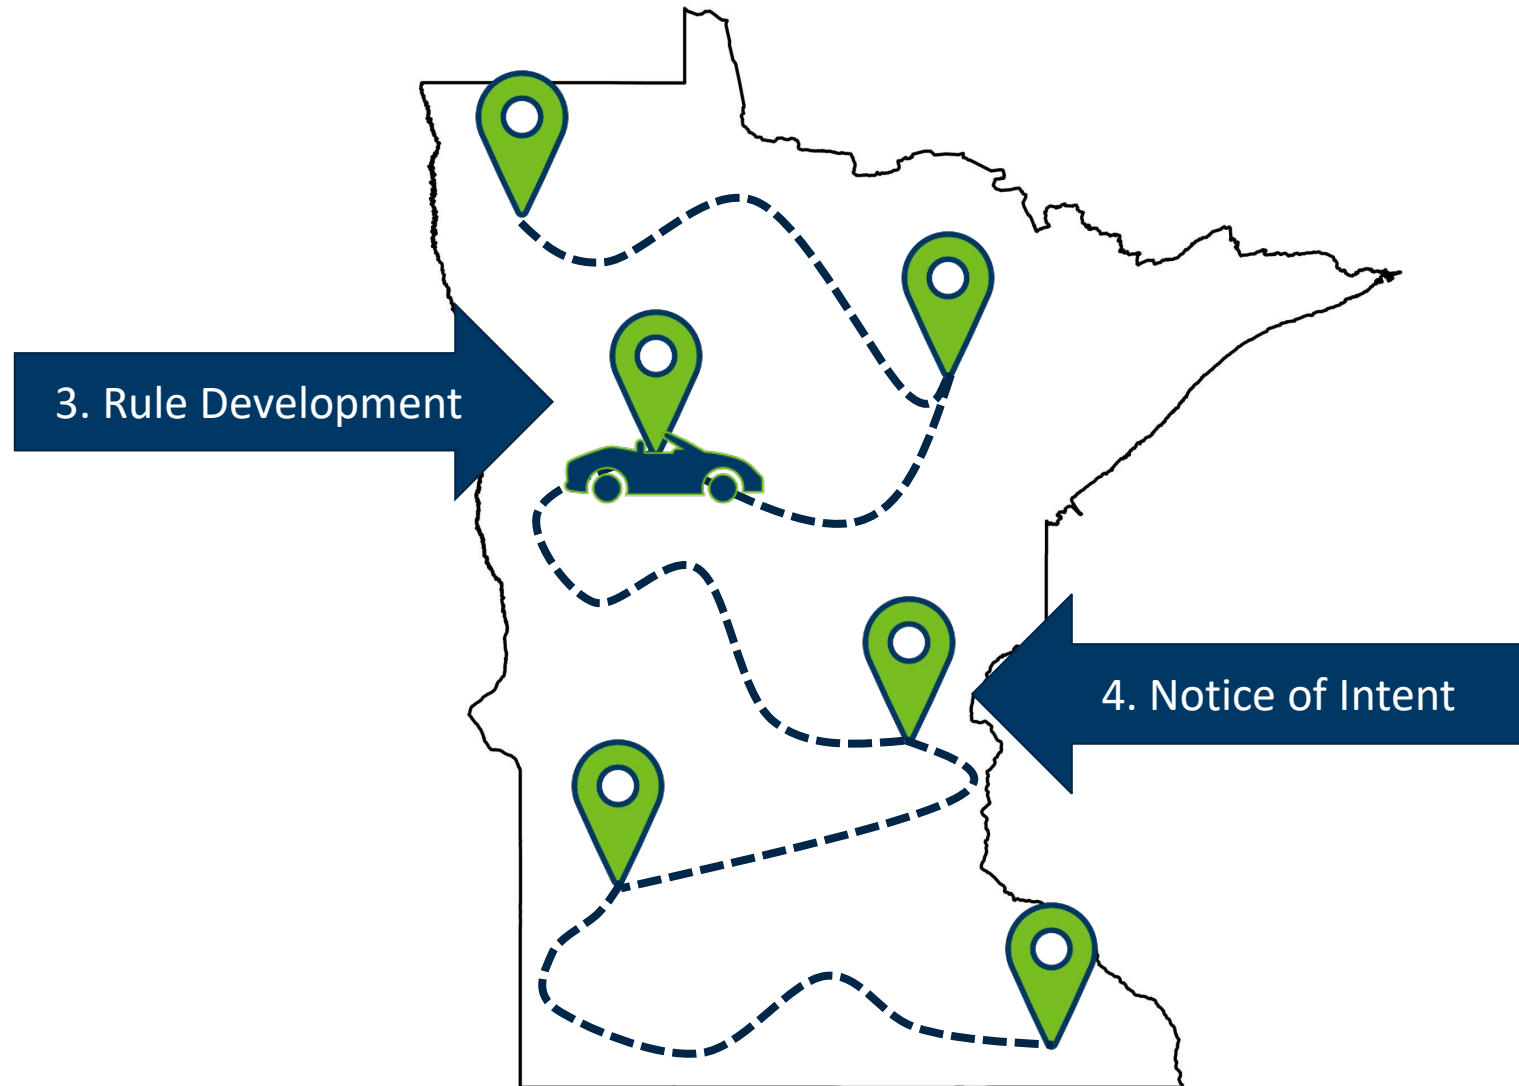 3. Rule Development
4. Notice of Intent